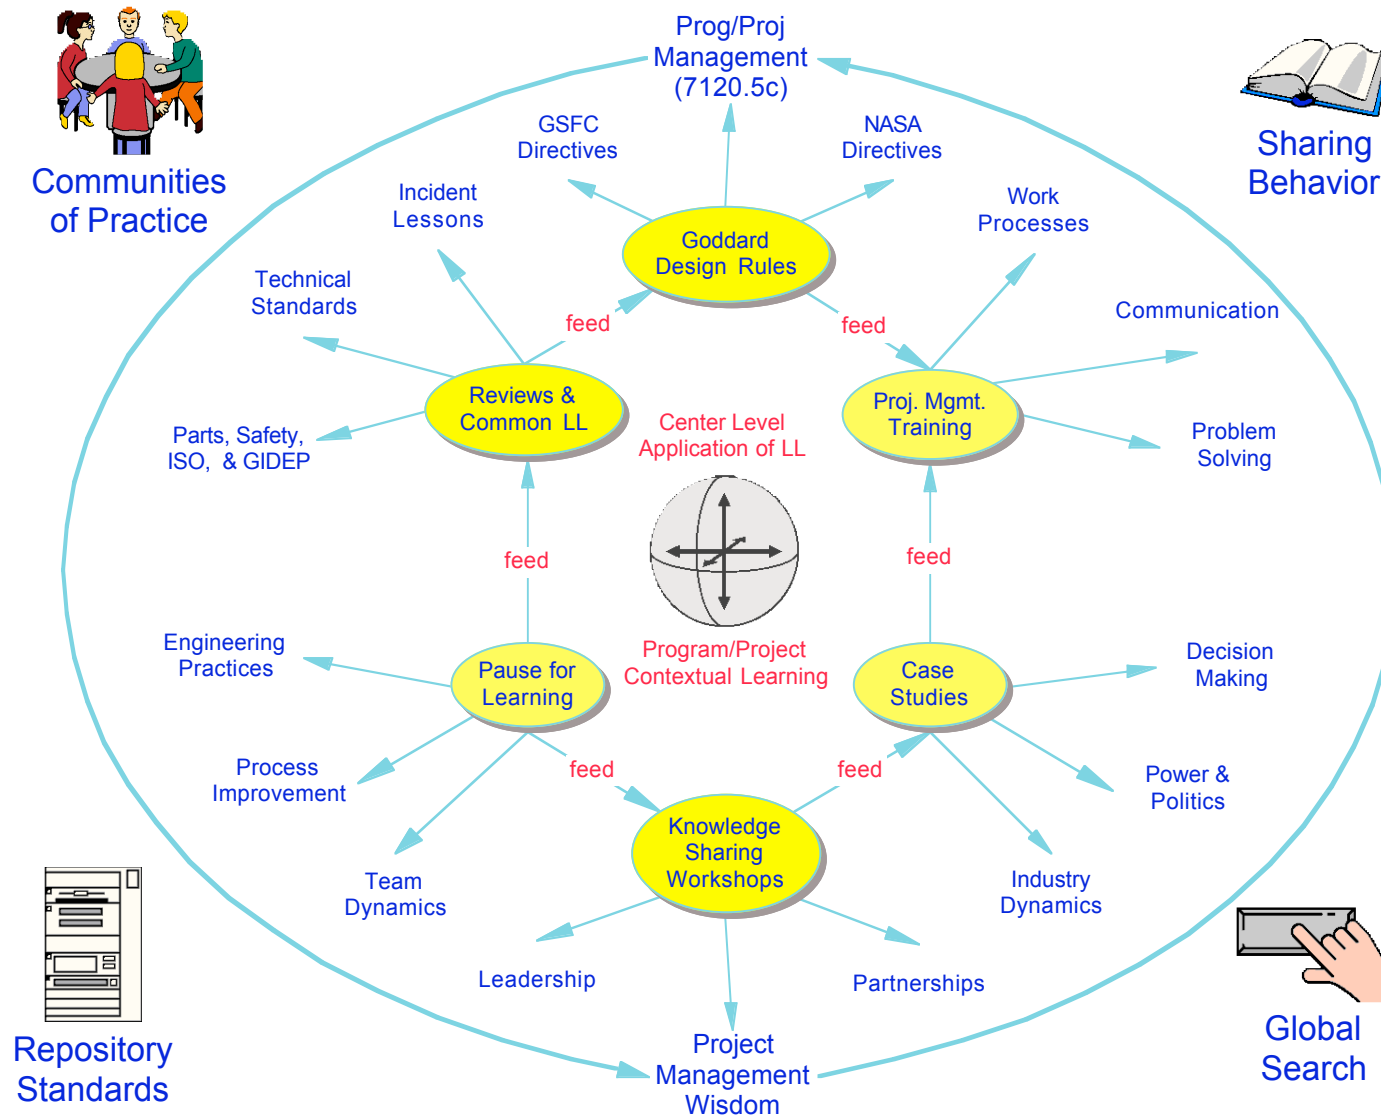 Prog/Proj
Management
(7120.5c)
Communities
of Practice
Sharing
Behavior
GSFC
Directives
NASA
Directives
Incident
Lessons
Work
Processes
Goddard
Design Rules
Technical
Standards
Communication
feed
feed
Reviews &
Common LL
Proj. Mgmt.
Training
Center Level
Application of LL
Parts, Safety,
ISO, & GIDEP
Problem
Solving
feed
feed
Engineering
Practices
Program/Project
Contextual Learning
Pause for
Learning
Case
Studies
Decision
Making
Process
Improvement
feed
feed
Power &
Politics
Knowledge
Sharing
Workshops
Team
Dynamics
Industry
Dynamics
Leadership
Partnerships
Repository
Standards
Project
Management
Wisdom
Global
Search